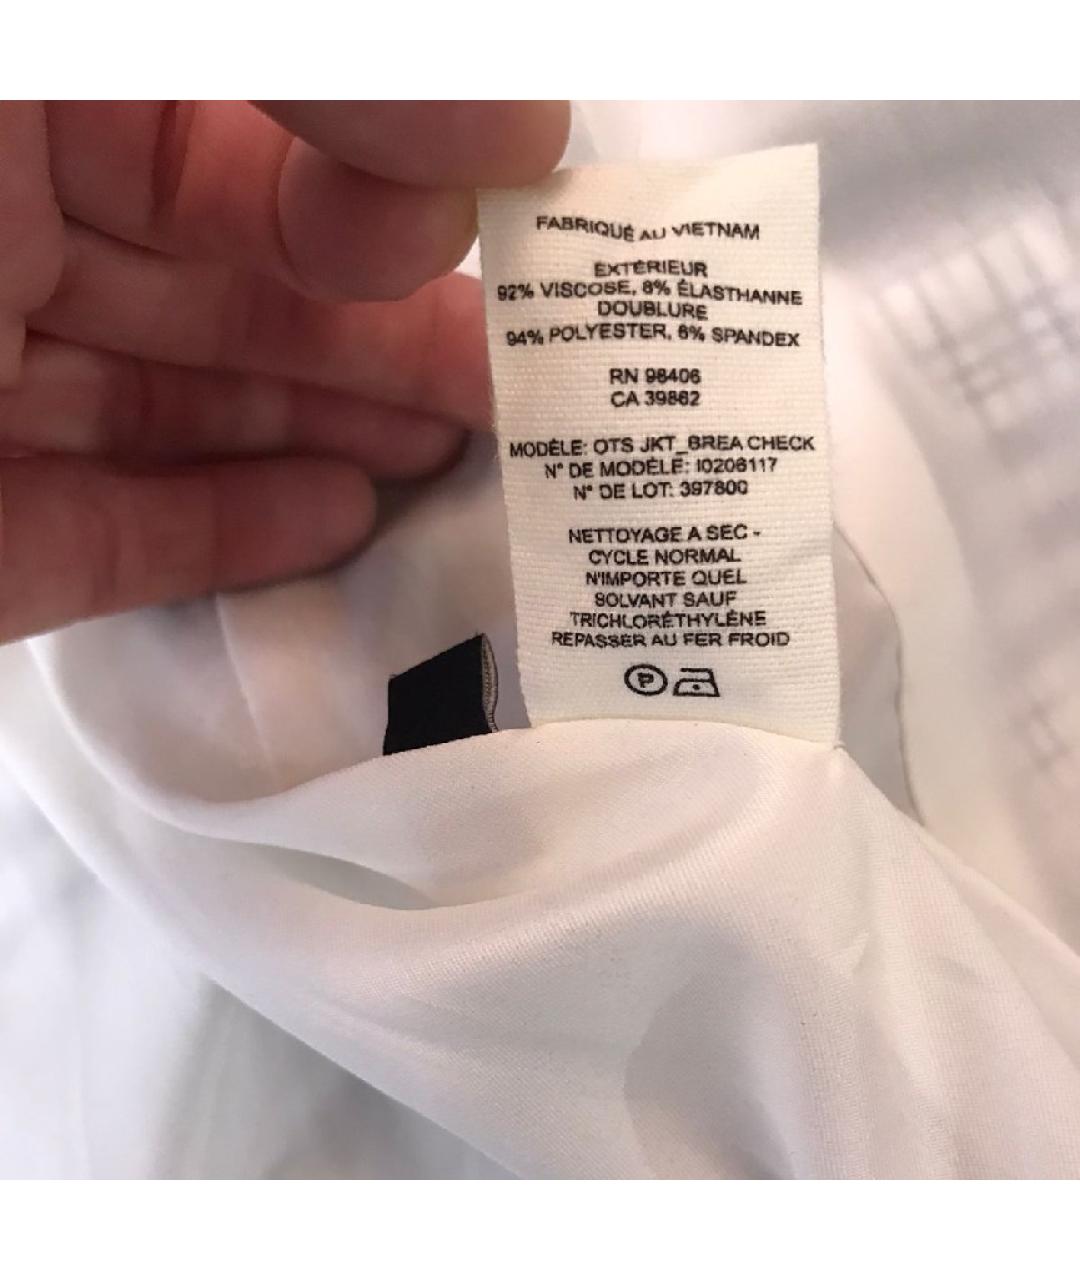 FABRIQUÉ AU VIETNAM
EXTÉRIEUR
92% VISCOSE, 8% ÉLASTHANNE
DOUBLURE
94% POLYESTER, 6% SPANDEX
RN 98406
CA 39862
MODÈLE: OTS JKT_BREA CHECK
N° DE MODÈLE: I0206117
N° DE LOT: 397800
NETTOYAGE A SEC -
CYCLE NORMAL
N'IMPORTE QUEL
SOLVANT SAUF
TRICHLORÉTHYLÈNE
REPASSER AU FER FROID
P